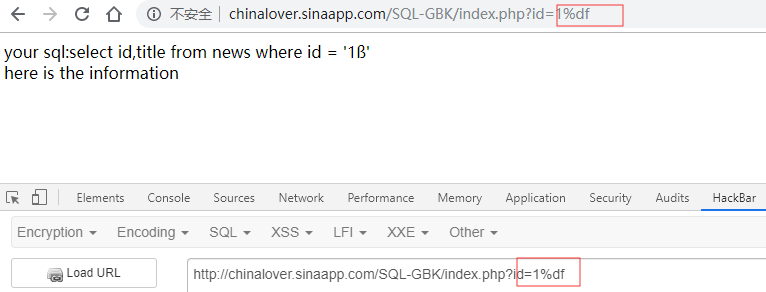 不安全 | chinalover.sinaapp.com/SQL-GBK/index.php?id=1%df
your sql:select id,title from news where id = '1ß'
here is the information
Elements Console Sources Network Performance Memory Application Security Audits HackBar
Encryption Encoding SQL XSS LFI XXE Other
Load URL http://chinalover.sinaapp.com/SQL-GBK/index.php?id=1%df